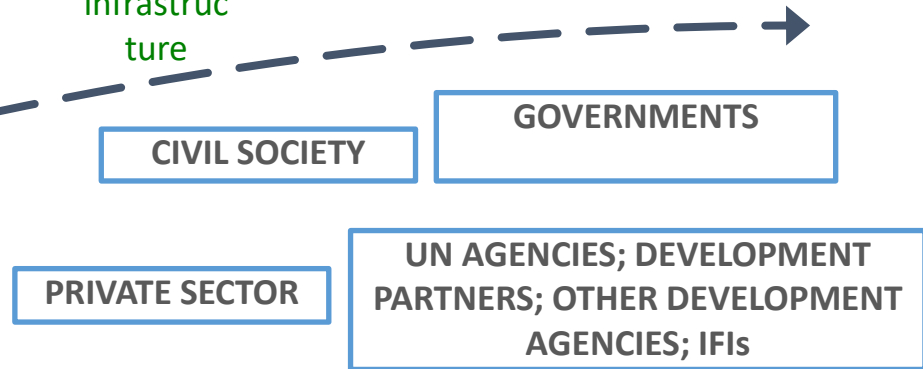 infrastruc
ture
GOVERNMENTS
CIVIL SOCIETY
UN AGENCIES; DEVELOPMENT
PARTNERS; OTHER DEVELOPMENT
AGENCIES; IFIs
PRIVATE SECTOR